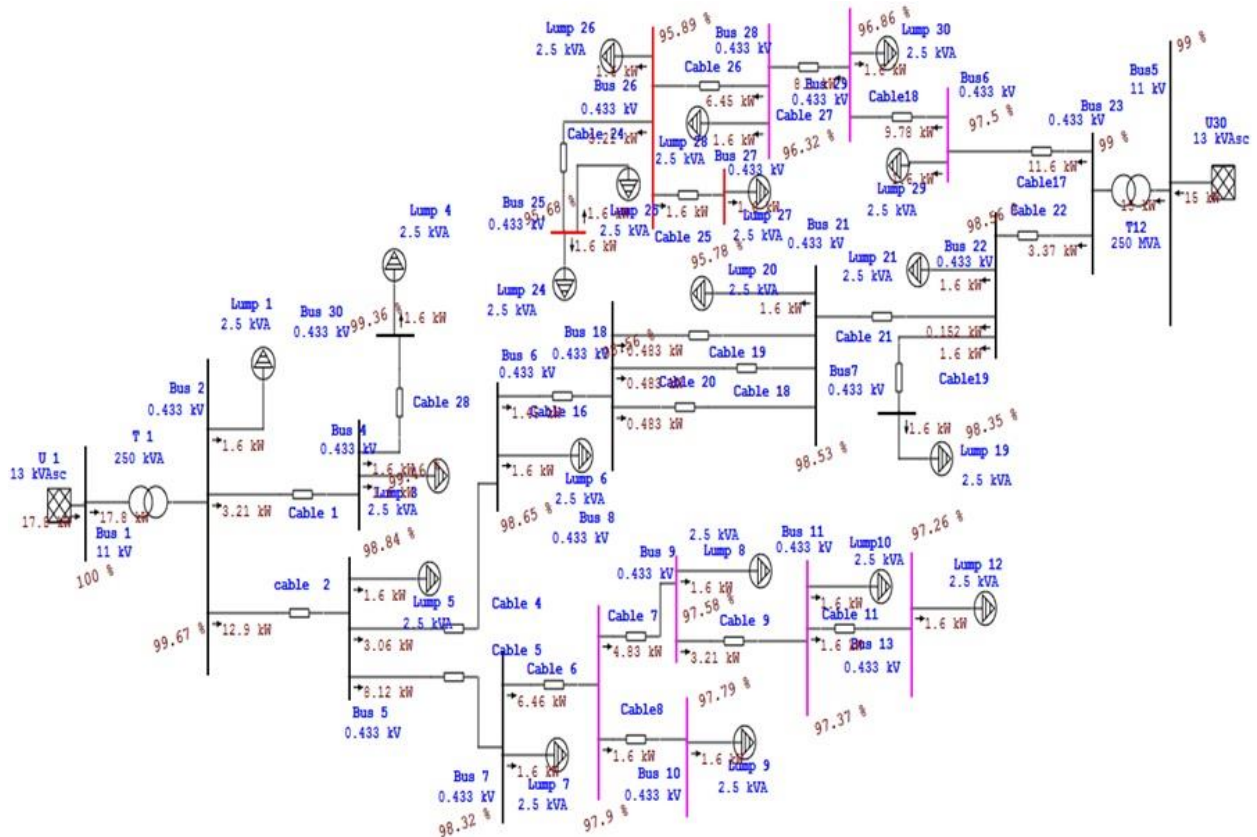 Lump 26
2.5 kVA
1.6 kW
95.89 %
Bus 28
0.433 kV
96.86 %
Lump 30
2.5 kVA
1.6 kW
Cable 26
6.45 kW
Bus 26
0.433 kV
Bus 29
0.433 kV
Cable 27
Cable18
9.78 kW
Bus6
0.433 kV
97.5 %
Bus 23
0.433 kV
99 %
99 %
Bus5
11 kV
U30
13 kVAsc
15 kW
T12
250 MVA
Cable 24
Lump 28
2.5 kVA
1.6 kW
96.32 %
Bus 27
0.433 kV
Lump 29
2.5 kVA
11.6 kW
Cable17
Bus 25
0.433 kV
1.6 kW
1.6 kW
2.5 kVA
Cable 25
1.6 kW
Lump 27
2.5 kVA
95.78 %
Lump 24
2.5 kVA
Bus 21
0.433 kV
Lump 21
2.5 kVA
Bus 22
0.433 kV
1.6 kW
Cable 22
3.37 kW
Lump 4
2.5 kVA
Lump 1
2.5 kVA
Bus 30
0.433 kV
99.36 %
1.6 kW
Lump 20
2.5 kVA
1.6 kW
Bus 18
0.433 kV
0.483 kW
Cable 19
0.483 kW
Cable 20
Cable 18
0.483 kW
Cable 21
0.152 kW
1.6 kW
Cable19
Bus7
0.433 kV
1.6 kW
98.35 %
Lump 19
2.5 kVA
98.53 %
Bus 2
0.433 kV
1.6 kW
Cable 28
Bus 6
0.433 kV
Cable 16
1.6 kW
Lump 6
2.5 kVA
98.65 %
U 1
13 kVAsc
T 1
250 kVA
17.8 kW
Bus 1
11 kV
100 %
Bus 4
0.433 kV
1.6 kW
2.5 kVA
3.21 kW
Cable 1
98.84 %
cable 2
12.9 kW
99.67 %
1.6 kW
Lump 5
2.5 kVA
3.06 kW
Cable 4
8.12 kW
Cable 5
Bus 5
0.433 kV
Bus 8
0.433 kV
Cable 6
6.46 kW
1.6 kW
Lump 7
2.5 kVA
Bus 7
0.433 kV
98.32 %
Bus 9
0.433 kV
2.5 kVA
Lump 8
1.6 kW
Cable 7
4.83 kW
97.58 %
Cable 9
3.21 kW
Bus 11
0.433 kV
Lump10
2.5 kVA
1.6 kW
97.26 %
Lump 12
2.5 kVA
1.6 kW
Cable 11
Bus 13
0.433 kV
97.37 %
Cable8
1.6 kW
97.79 %
1.6 kW
Lump 9
2.5 kVA
Bus 10
0.433 kV
97.9 %